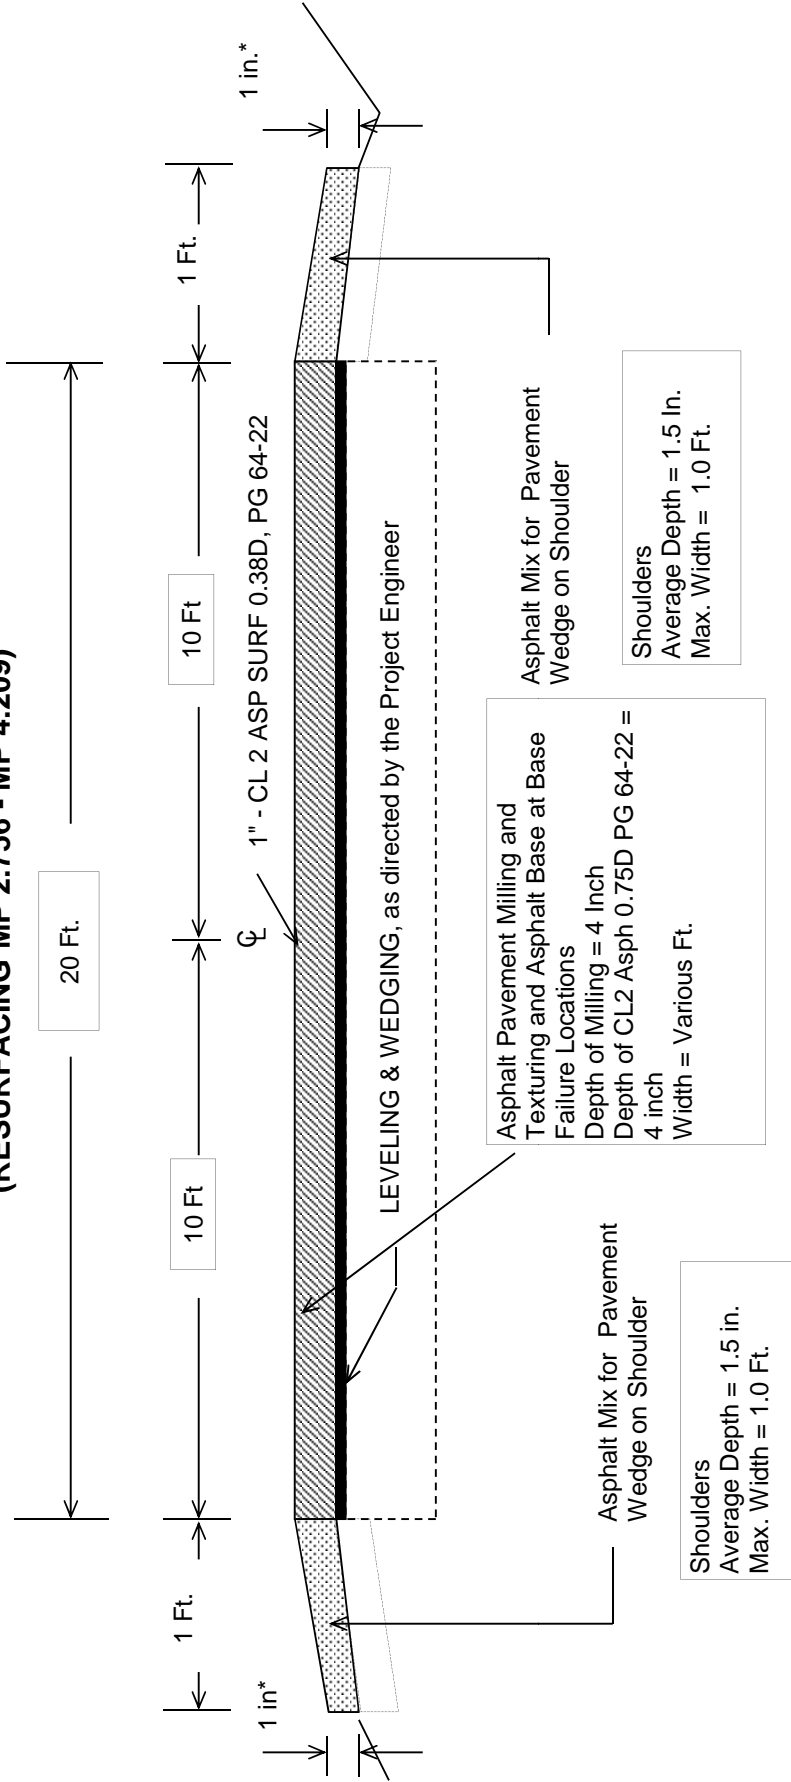 (RESURFACING MP 2.756 - MP 4.209)
20 Ft.
1 Ft.
10 Ft
10 Ft
1 Ft.
1 in*
℄
1" - CL 2 ASP SURF 0.38D, PG 64-22
1 in.*
LEVELING & WEDGING, as directed by the Project Engineer
Asphalt Mix for Pavement
Wedge on Shoulder
Shoulders
Average Depth = 1.5 in.
Max. Width = 1.0 Ft.
Asphalt Pavement Milling and
Texturing and Asphalt Base at Base
Failure Locations
Depth of Milling = 4 Inch
Depth of CL2 Asph 0.75D PG 64-22 =
4 inch
Width = Various Ft.
Asphalt Mix for Pavement
Wedge on Shoulder
Shoulders
Average Depth = 1.5 In.
Max. Width = 1.0 Ft.